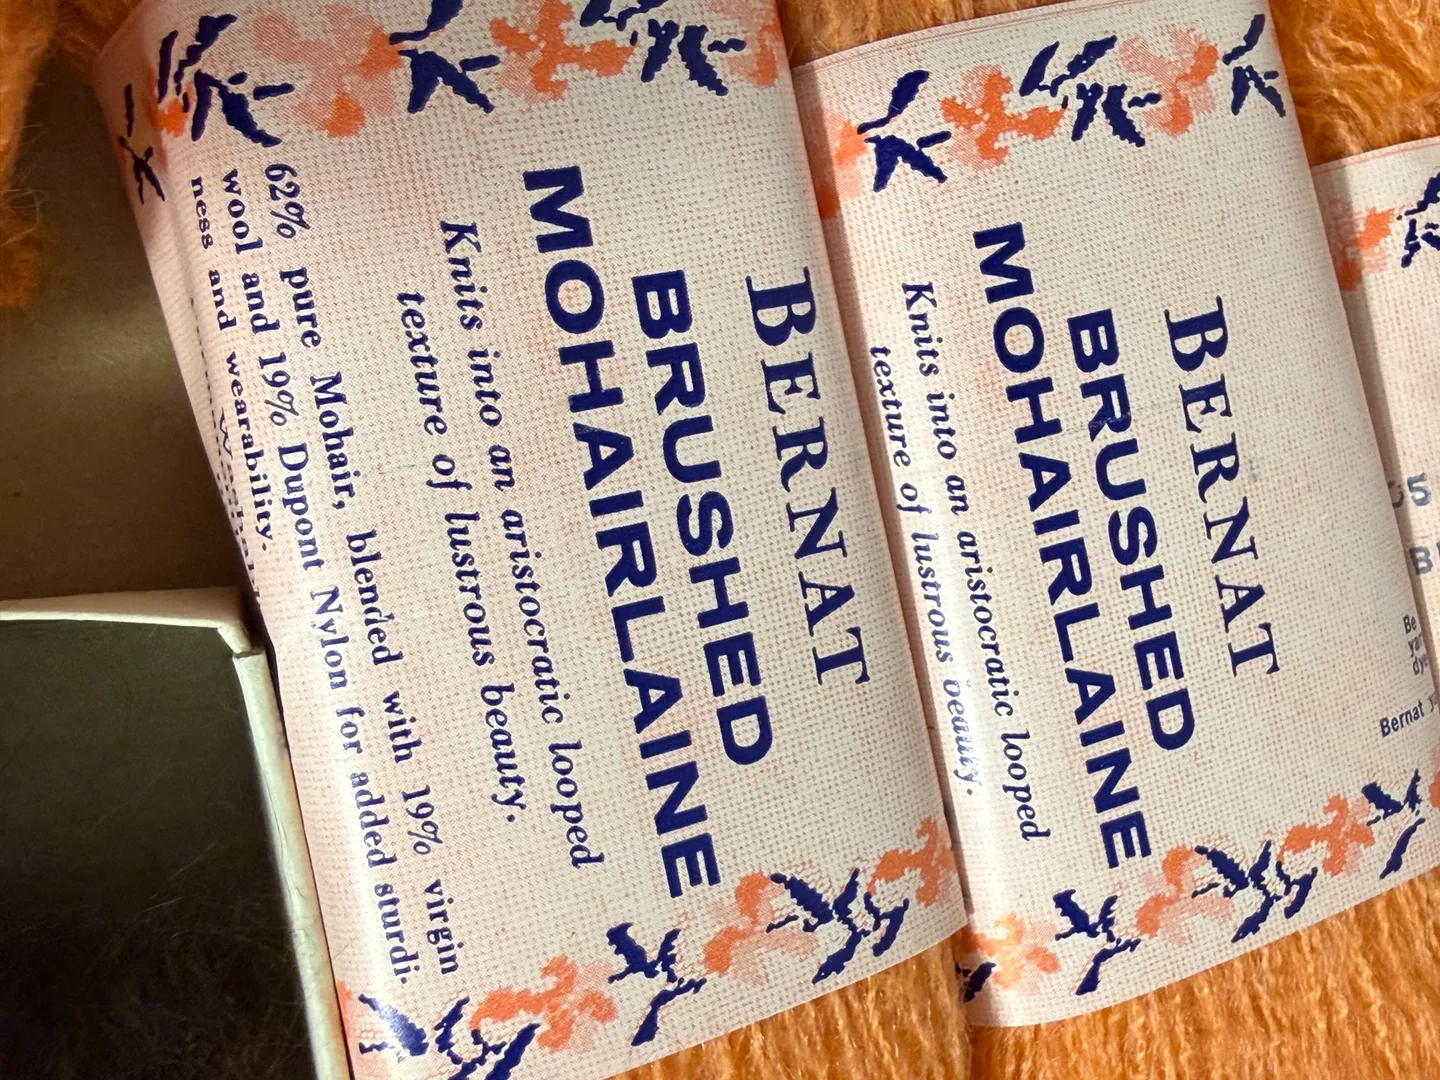 BERNAT
BRUSHED
MOHAIRLAINE
Knits into an aristocratic looped
texture of lustrous beauty.
62% pure Mohair, blended with 19% virgin
wool and 19% Dupont Nylon for added sturdi-
ness and wearability.
BERNAT
BRUSHED
MOHAIRLAINE
Knits into an aristocratic looped
texture of lustrous beauty.
Be
Bernat